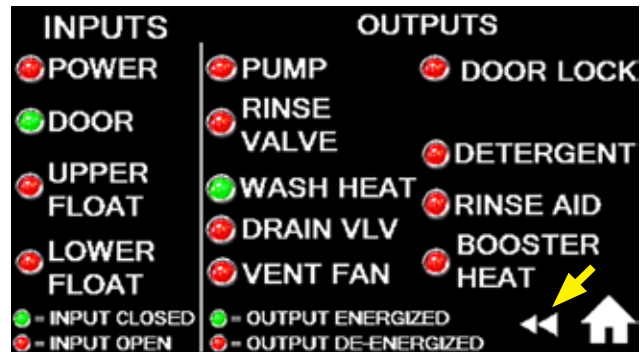 INPUTS
POWER
DOOR
UPPER
FLOAT
LOWER
FLOAT
= INPUT CLOSED
= INPUT OPEN
OUTPUTS
PUMP
RINSE
VALVE
WASH HEAT
DRAIN VLV
VENT FAN
DOOR LOCK
DETERGENT
RINSE AID
BOOSTER
HEAT
= OUTPUT ENERGIZED
= OUTPUT DE-ENERGIZED